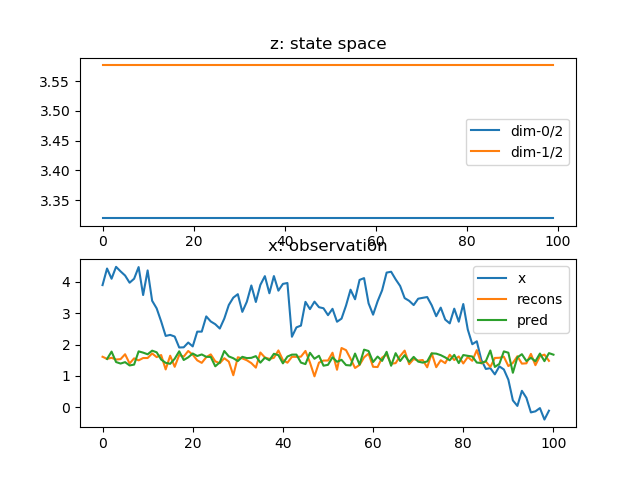 z: state space
3.55
3.50
3.45
3.40
3.35
dim-0/2
dim-1/2
0 20 40 60 80 100
x: observation
4
3
2
1
0
x
recons
pred
0 20 40 60 80 100